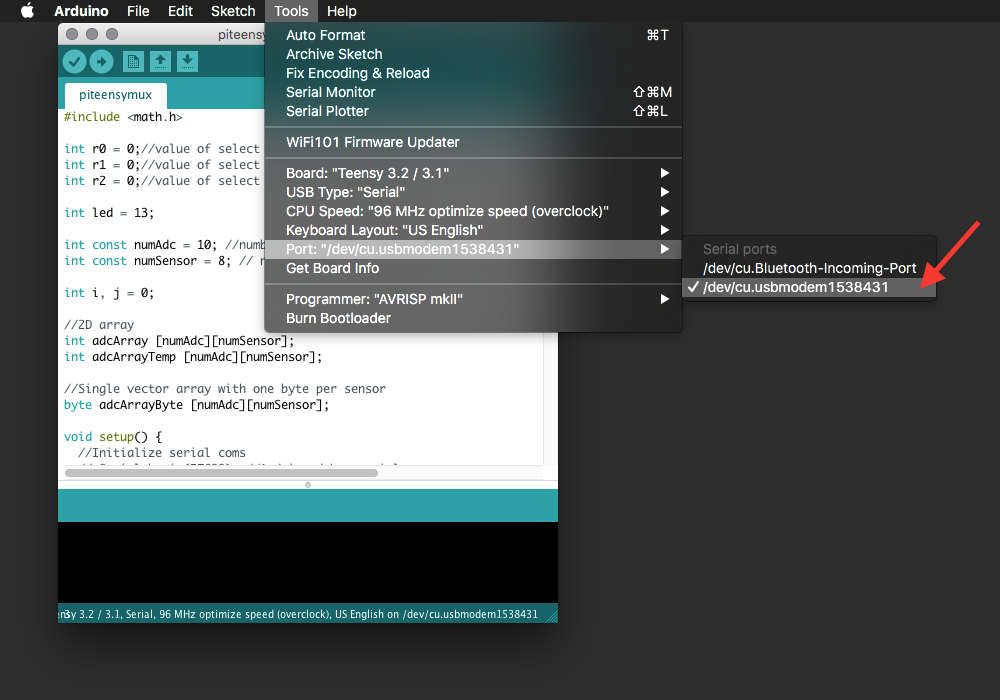 Arduino File Edit Sketch Tools Help
piteensy
piteensymux
#include <math.h>
int r0 = 0;//value of select
int r1 = 0;//value of select
int r2 = 0;//value of select
int led = 13;
int const numAdc = 10; //numb
int const numSensor = 8; //
int i, j = 0;
//2D array
int adcArray [numAdc][numSensor];
int adcArrayTemp [numAdc][numSensor];
//Single vector array with one byte per sensor
byte adcArrayByte [numAdc][numSensor];
void setup() {
//Initialize serial coms
Auto Format ⌘T
Archive Sketch
Fix Encoding & Reload
Serial Monitor ⇧⌘M
Serial Plotter ⇧⌘L
WiFi101 Firmware Updater
Board: "Teensy 3.2 / 3.1"
USB Type: "Serial"
CPU Speed: "96 MHz optimize speed (overclock)"
Keyboard Layout: "US English"
Port: "/dev/cu.usbmodem1538431"
Get Board Info
Programmer: "AVRISP mkII"
Burn Bootloader
Serial ports
/dev/cu.Bluetooth-Incoming-Port
✓/dev/cu.usbmodem1538431
3.2 / 3.1, Serial, 96 MHz optimize speed (overclock), US English on /dev/cu.usbmodem1538431